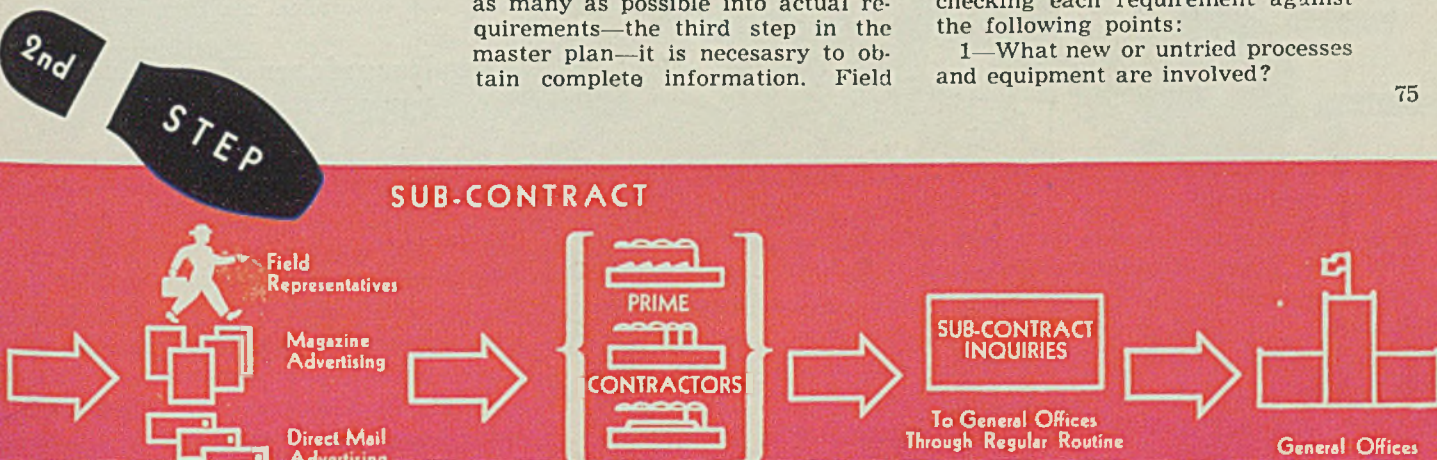 as many as possible into actual re-
quirements—the third step in the
master plan—it is necesasry to ob-
tain complete information. Field
checking each requirement against
the following points:
1—What new or untried processes
and equipment are involved?
75
2nd
STEP
SUB-CONTRACT
Field
Representatives
Magazine
Advertising
Direct Mail
Advertising
PRIME
CONTRACTORS
SUB-CONTRACT
INQUIRIES
To General Offices
Through Regular Routine
General Offices